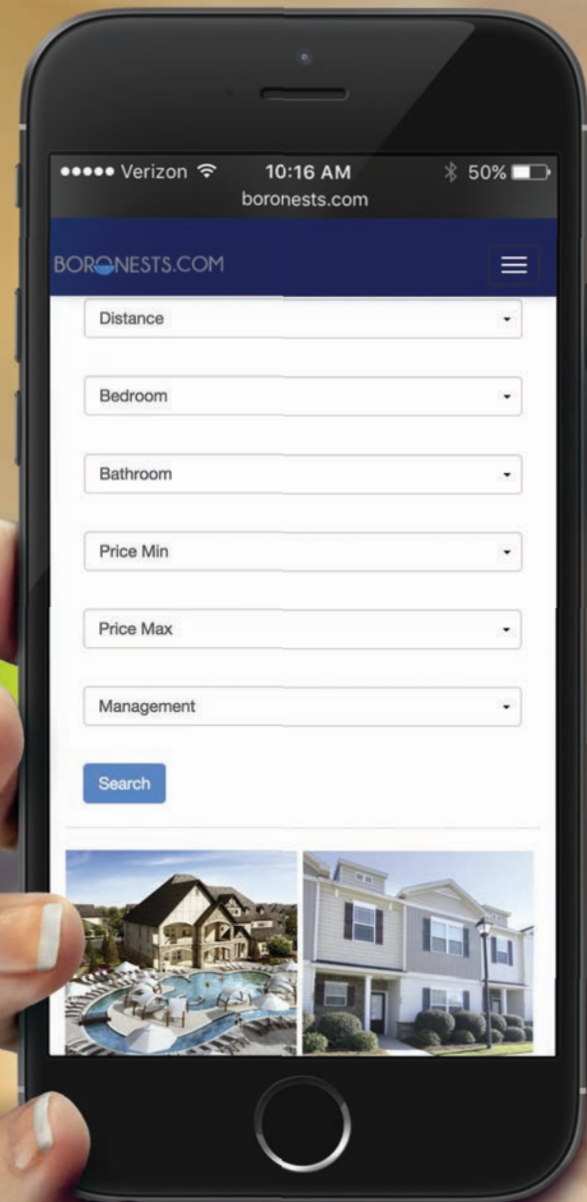 Verizon 10:16 AM 50%
boronests.com
BORONESTS.COM
Distance
Bedroom
Bathroom
Price Min
Price Max
Management
Search